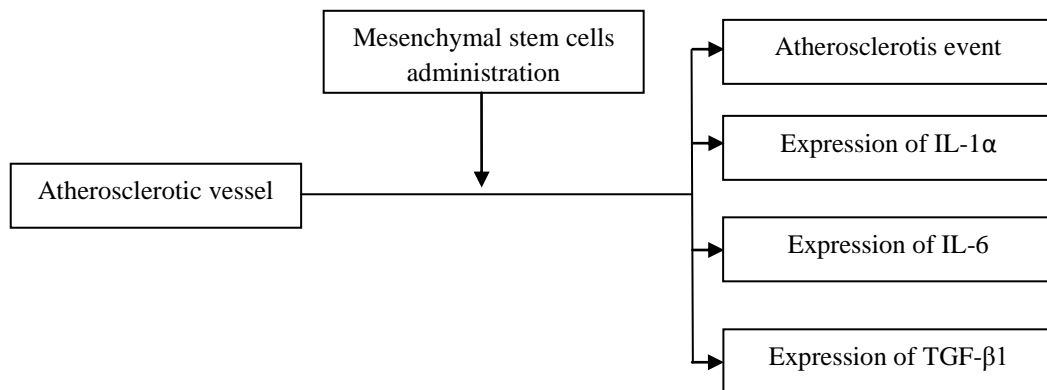 Mesenchymal stem cells
administration
Atherosclerotis event
Expression of IL-1α
Atherosclerotic vessel
Expression of IL-6
Expression of TGF-β1